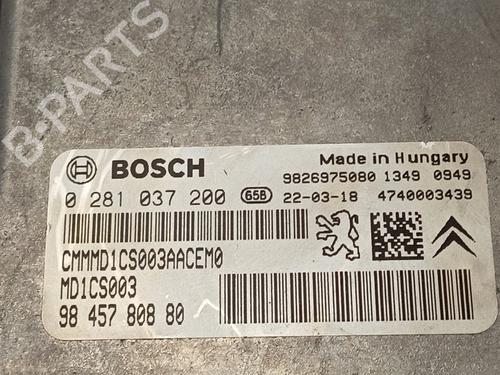 B-PARTS
BOSCH
Made in Hungary
9826975080 1349 0949
0 281 037 200 65B 22-03-18 4740003439
CMMMD1CS003AACEM0
MD1CS003
98 457 808 80